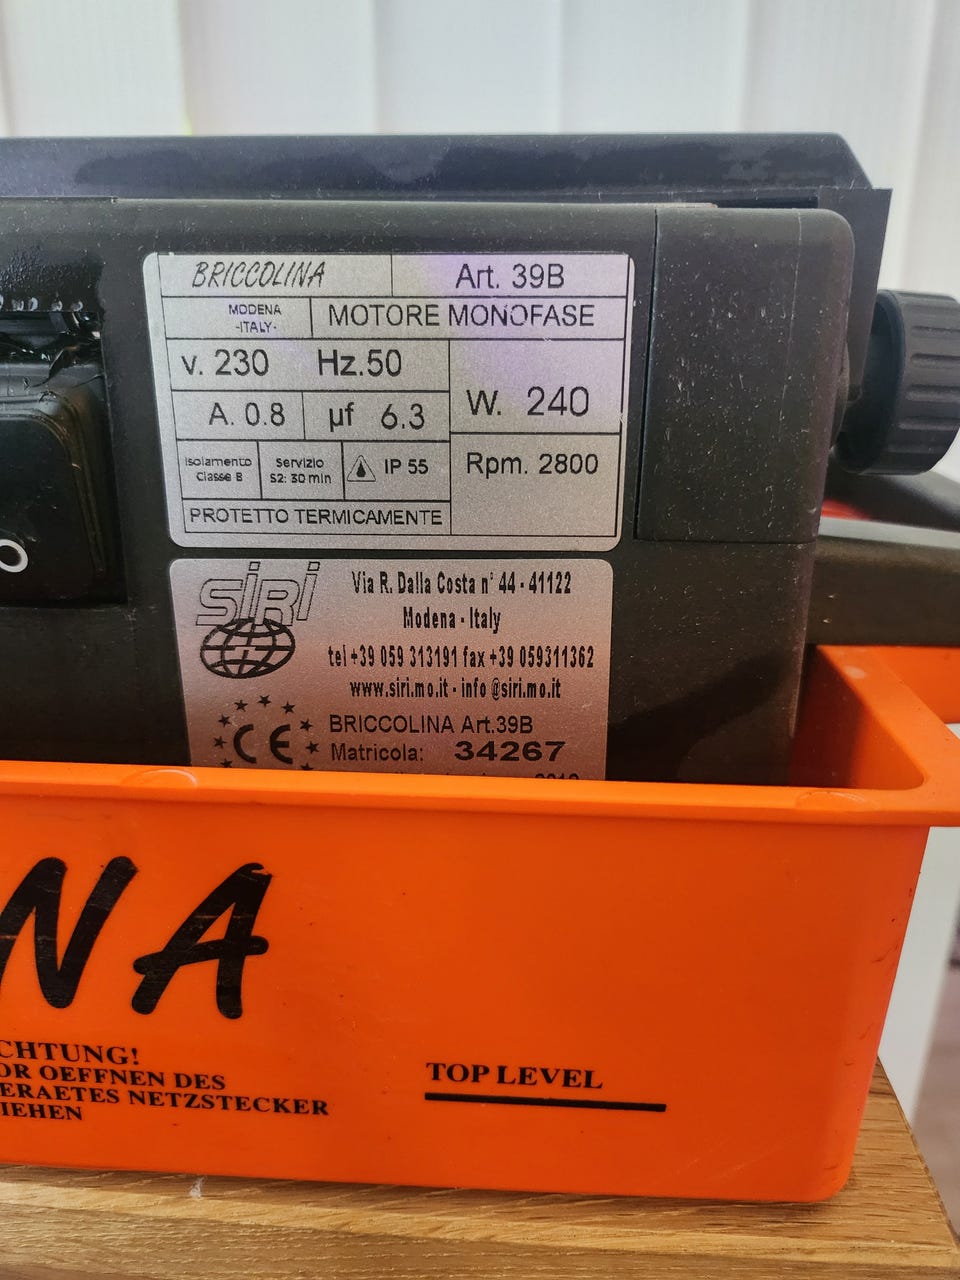 BRICCOLINA Art. 39B
MODENA
-ITALY-
MOTORE MONOFASE
v. 230 Hz.50
W. 240
A. 0.8 µf 6.3
Isolamento
Classe B
Servizio
S2: 30 min
IP 55
Rpm. 2800
PROTETTO TERMICAMENTE
SIRI
Via R. Dalla Costa n° 44 - 41122
Modena - Italy
tel +39 059 313191 fax +39 059311362
www.siri.mo.it - info @siri.mo.it
CE
BRICCOLINA Art.39B
Matricola: 34267
NA
CHTUNG!
OR OEFFNEN DES
ERAETES NETZSTECKER
IEHEN
TOP LEVEL